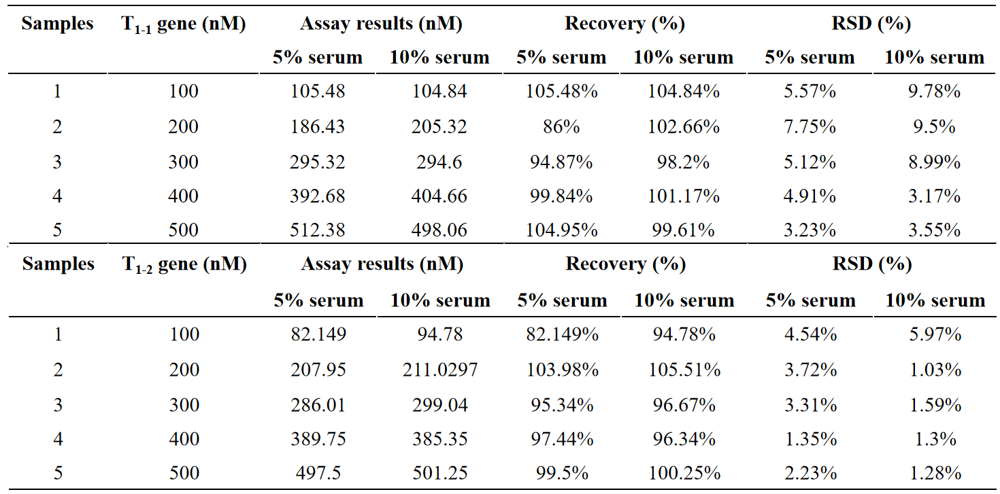 Samples T1-1 gene (nM) Assay results (nM) Recovery (%) RSD (%)
5% serum 10% serum 5% serum 10% serum 5% serum 10% serum
1 100 105.48 104.84 105.48% 104.84% 5.57% 9.78%
2 200 186.43 205.32 86% 102.66% 7.75% 9.5%
3 300 295.32 294.6 94.87% 98.2% 5.12% 8.99%
4 400 392.68 404.66 99.84% 101.17% 4.91% 3.17%
5 500 512.38 498.06 104.95% 99.61% 3.23% 3.55%
Samples T1-2 gene (nM) Assay results (nM) Recovery (%) RSD (%)
5% serum 10% serum 5% serum 10% serum 5% serum 10% serum
1 100 82.149 94.78 82.149% 94.78% 4.54% 5.97%
2 200 207.95 211.0297 103.98% 105.51% 3.72% 1.03%
3 300 286.01 299.04 95.34% 96.67% 3.31% 1.59%
4 400 389.75 385.35 97.44% 96.34% 1.35% 1.3%
5 500 497.5 501.25 99.5% 100.25% 2.23% 1.28%